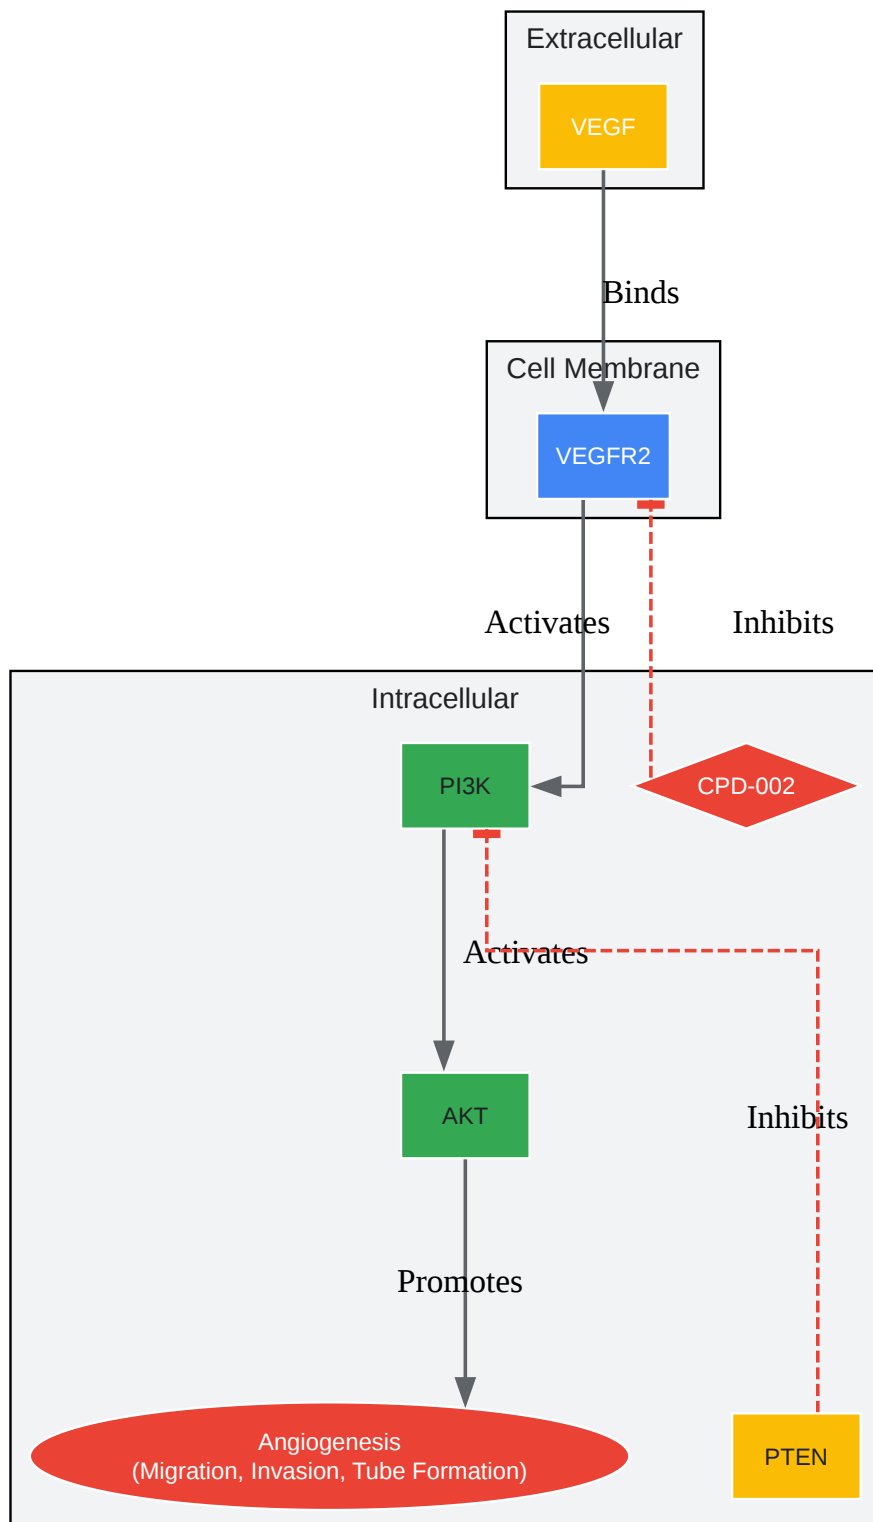 Extracellular
VEGF
Binds
Cell Membrane
VEGFR2
Activates
Inhibits
Intracellular
PI3K
CPD-002
Activates
AKT
Inhibits
Promotes
Angiogenesis
(Migration, Invasion, Tube Formation)
PTEN